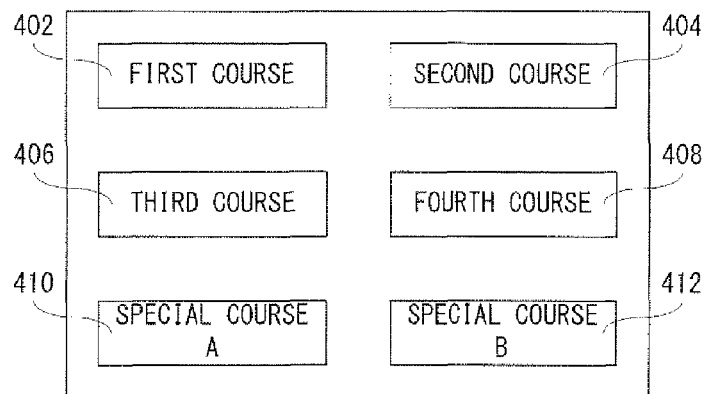 402
404
FIRST COURSE
SECOND COURSE
406
408
THIRD COURSE
FOURTH COURSE
410
412
SPECIAL COURSE
A
SPECIAL COURSE
B